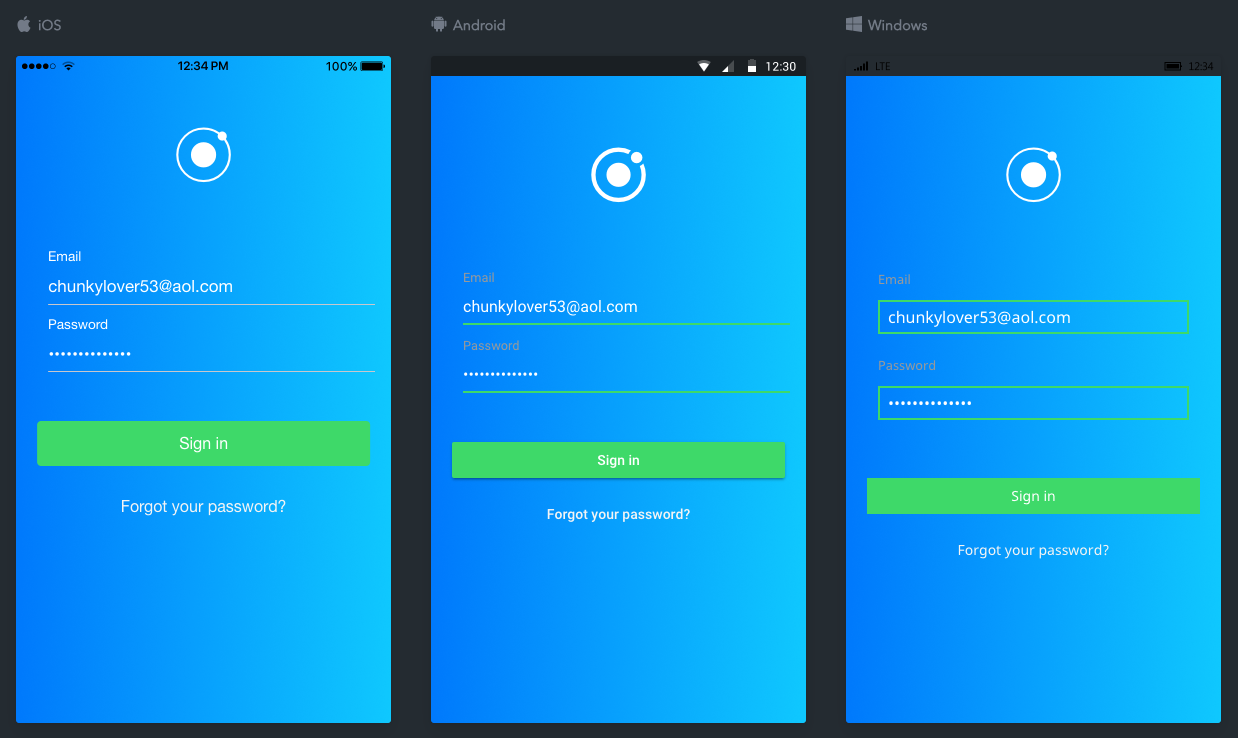 iOS
12:34 PM 100%
Email
chunkylover53@aol.com
Password
••••••••••••••
Sign in
Forgot your password?
Android
12:30
Email
chunkylover53@aol.com
Password
••••••••••••••
Sign in
Forgot your password?
Windows
LTE 12:34
Email
chunkylover53@aol.com
Password
••••••••••••••
Sign in
Forgot your password?